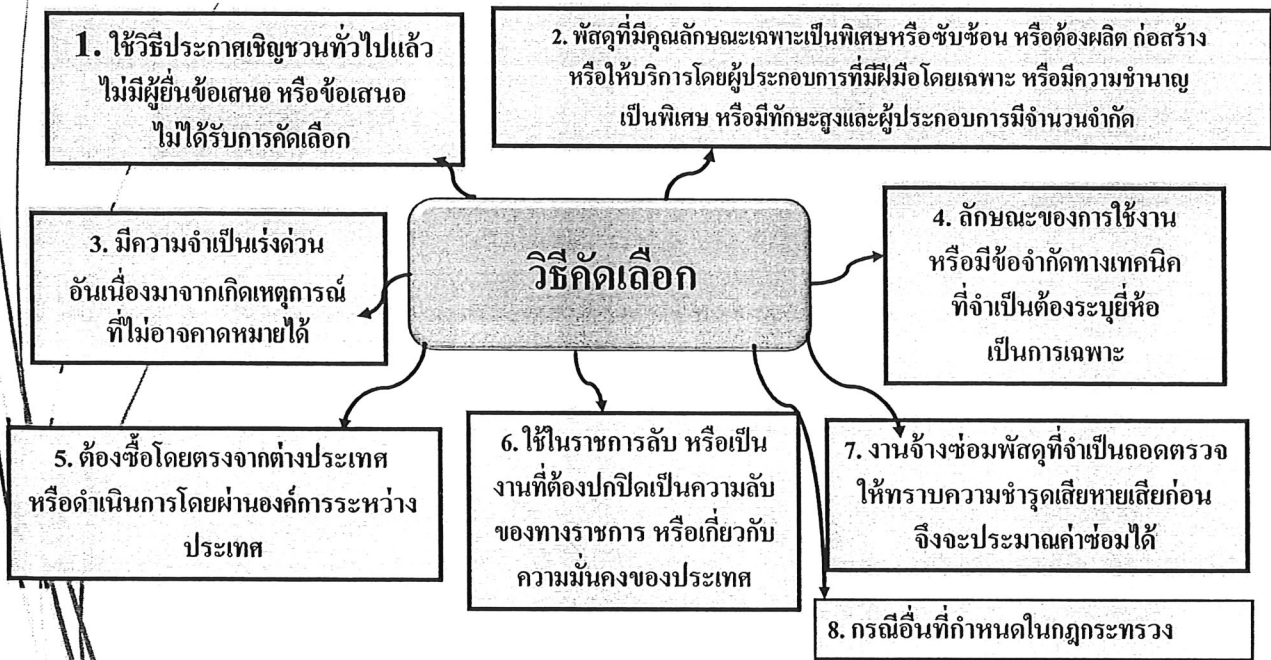 1. ใช้วิธีประกาศเชิญชวนทั่วไปแล้ว
ไม่มีผู้ยื่นข้อเสนอ หรือข้อเสนอ
ไม่ได้รับการคัดเลือก
2. พัสดุที่มีคุณลักษณะเฉพาะเป็นพิเศษหรือซับซ้อน หรือต้องผลิต ก่อสร้าง
หรือให้บริการโดยผู้ประกอบการที่มีฝีมือโดยเฉพาะ หรือมีความชำนาญ
เป็นพิเศษ หรือมีทักษะสูงและผู้ประกอบการมีจำนวนจำกัด
วิธีคัดเลือก
3. มีความจำเป็นเร่งด่วน
อันเนื่องมาจากเกิดเหตุการณ์
ที่ไม่อาจคาดหมายได้
4. ลักษณะของการใช้งาน
หรือมีข้อจำกัดทางเทคนิค
ที่จำเป็นต้องระบุยี่ห้อ
เป็นการเฉพาะ
5. ต้องซื้อโดยตรงจากต่างประเทศ
หรือดำเนินการโดยผ่านองค์การระหว่าง
ประเทศ
6. ใช้ในราชการลับ หรือเป็น
งานที่ต้องปกปิดเป็นความลับ
ของทางราชการ หรือเกี่ยวกับ
ความมั่นคงของประเทศ
7. งานจ้างซ่อมพัสดุที่จำเป็นถอดตรวจ
ให้ทราบความชำรุดเสียหายเสียก่อน
จึงจะประมาณค่าซ่อมได้
8. กรณีอื่นที่กำหนดในกฎกระทรวง